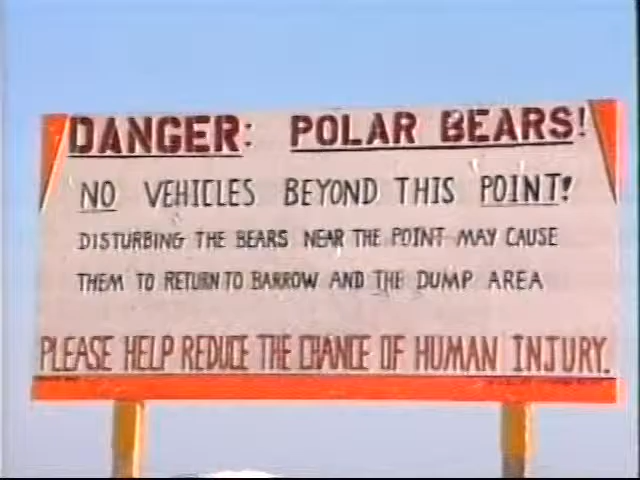 DANGER: POLAR BEARS!
NO VEHICLES BEYOND THIS POINT!
DISTURBING THE BEARS NEAR THE POINT MAY CAUSE
THEM TO RETURN TO BARROW AND THE DUMP AREA
PLEASE HELP REDUCE THE CHANCE OF HUMAN INJURY.